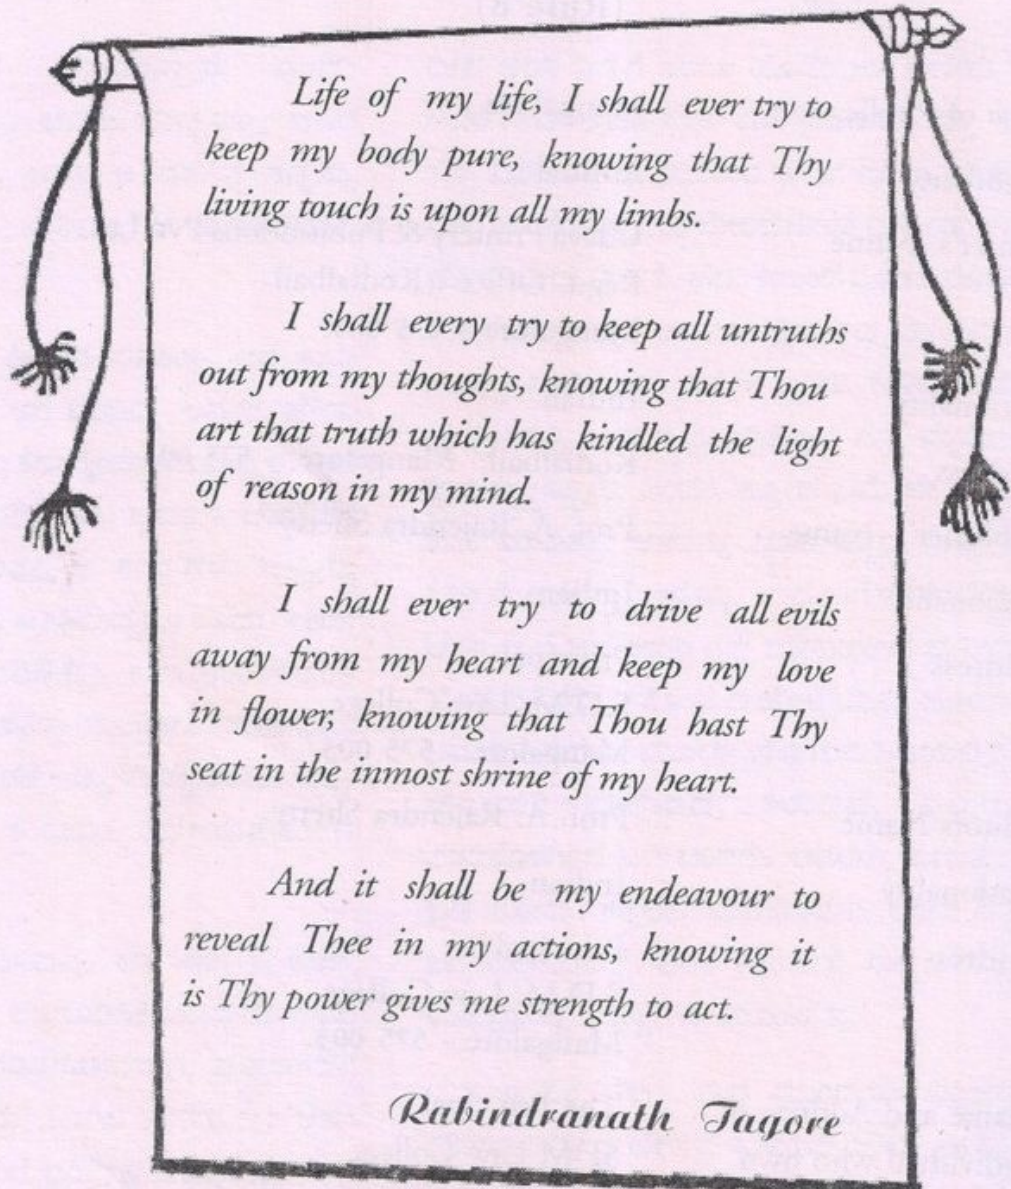 Life of my life, I shall ever try to
keep my body pure, knowing that Thy
living touch is upon all my limbs.
I shall every try to keep all untruths
out from my thoughts, knowing that Thou
art that truth which has kindled the light
of reason in my mind.
I shall ever try to drive all evils
away from my heart and keep my love
in flower, knowing that Thou hast Thy
seat in the inmost shrine of my heart.
And it shall be my endeavour to
reveal Thee in my actions, knowing it
is Thy power gives me strength to act.
Rabindranath Tagore